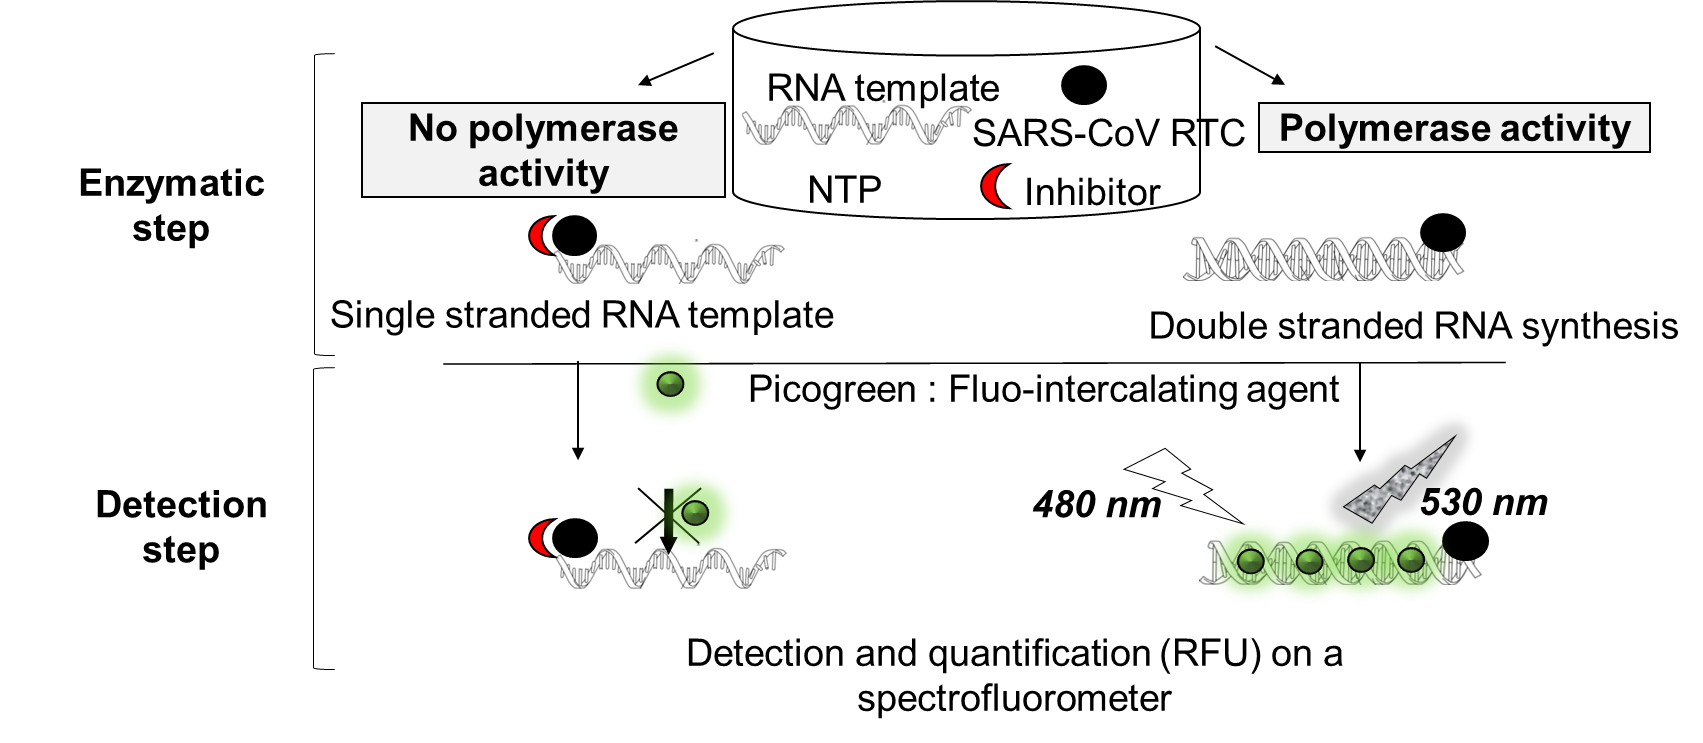 RNA template
SARS-CoV RTC
NTP
Inhibitor
No polymerase
activity
Polymerase activity
Enzymatic
step
Single stranded RNA template
Double stranded RNA synthesis
Picogreen : Fluo-intercalating agent
Detection
step
480 nm
530 nm
Detection and quantification (RFU) on a
spectrofluorometer